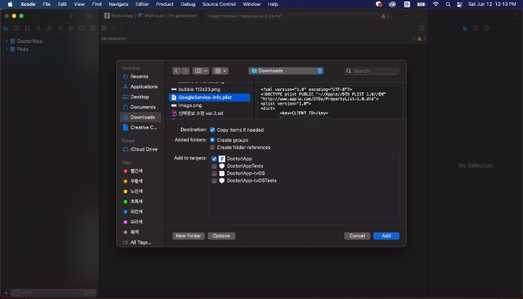 Xcode File Edit View Find Navigate Editor Product Debug Source Control Window Help
Sat Jun 12 12:13 PM
DoctorApp
Pods
No Selection
Favorites
Recents
Applications
Desktop
Documents
Downloads
Creative C...
iCloud
iCloud Drive
Tags
빨간색
주황색
노란색
초록색
파란색
보라색
회색
All Tags...
Downloads
Search
bubble 112x23.png
GoogleService-Info.plist
image.png
<?xml version="1.0" encoding="UTF-8"?>
<!DOCTYPE plist PUBLIC "-//Apple//DTD PLIST 1.0//EN"
"http://www.apple.com/DTDs/PropertyList-1.0.dtd">
<plist version="1.0">
<dict>
<key>CLIENT_ID</key>
Destination: Copy items if needed
Added folders: Create groups
Create folder references
Add to targets: DoctorApp
DoctorAppTests
DoctorApp-tvOS
DoctorApp-tvOSTests
New Folder
Options
Cancel
Add
No Selection